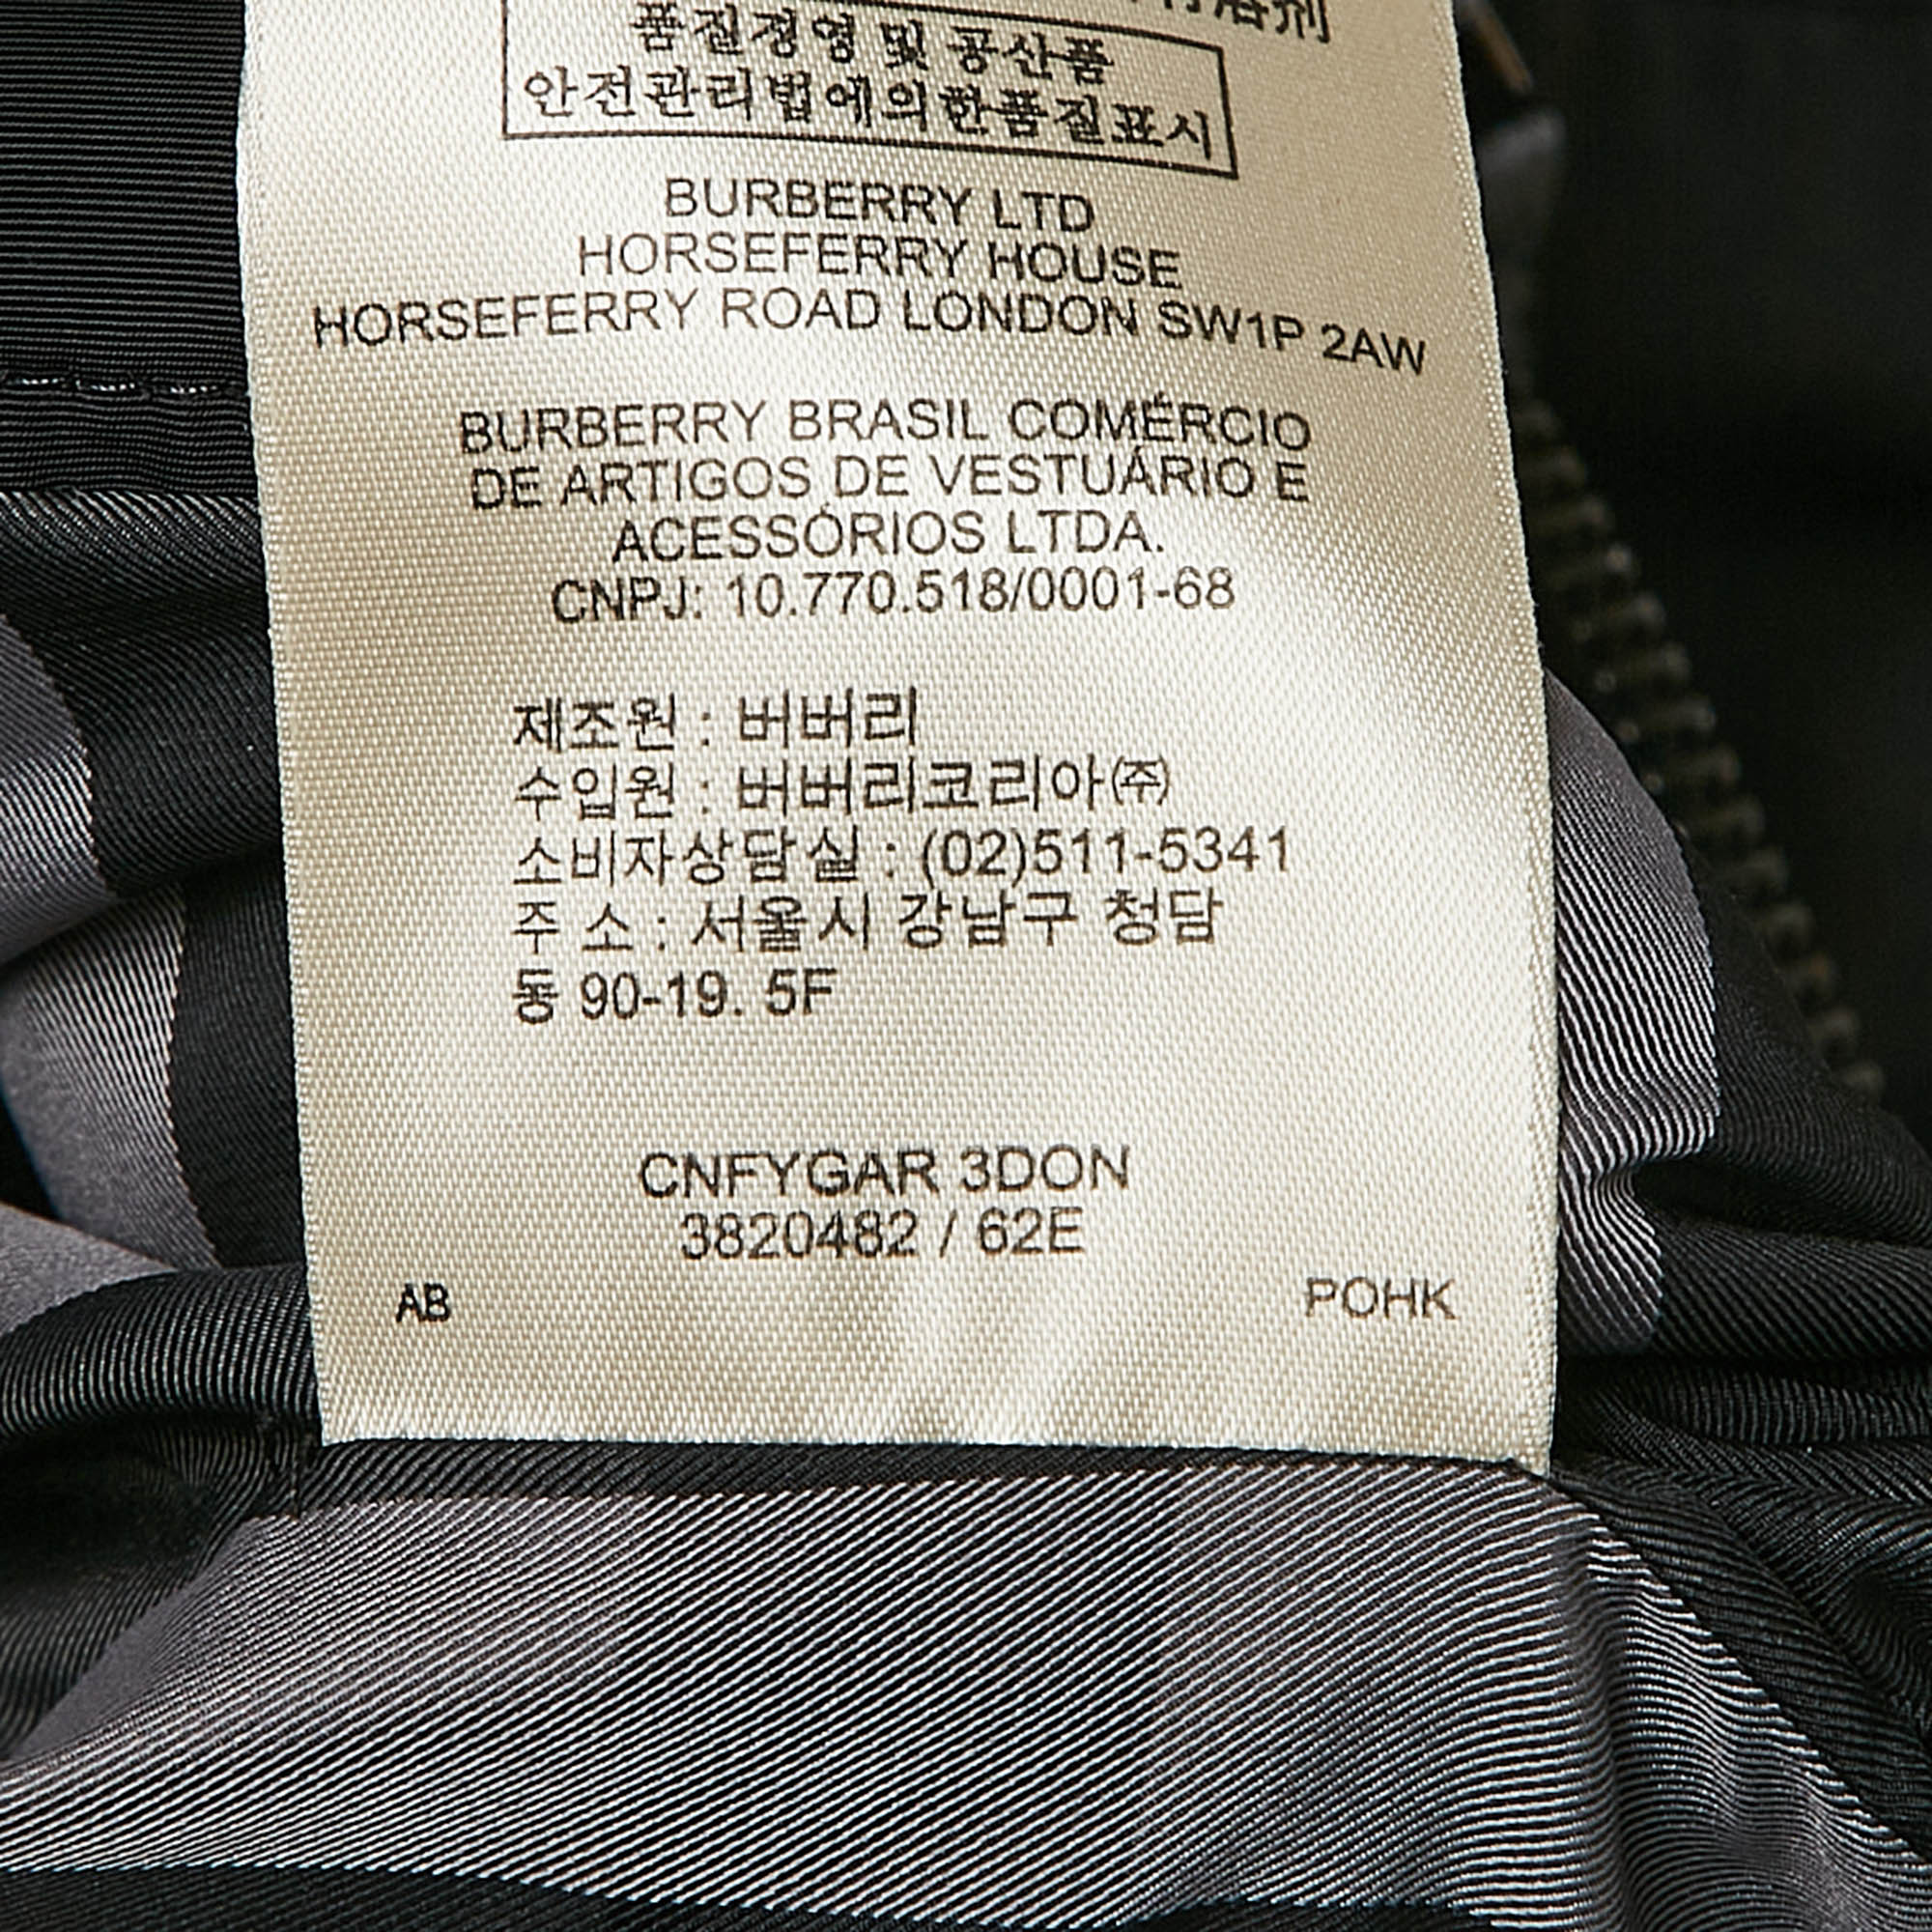 溶剂
품질경영 및 공산품
안전관리법에의한품질표시
BURBERRY LTD
HORSEFERRY HOUSE
HORSEFERRY ROAD LONDON SW1P 2AW
BURBERRY BRASIL COMÉRCIO
DE ARTIGOS DE VESTUÁRIO E
ACESSÓRIOS LTDA.
CNPJ: 10.770.518/0001-68
제조원 : 버버리
수입원 : 버버리코리아㈜
소비자상담실 : (02)511-5341
주 소 : 서울시 강남구 청담
동 90-19. 5F
CNFYGAR 3DON
3820482 / 62E
AB
POHK